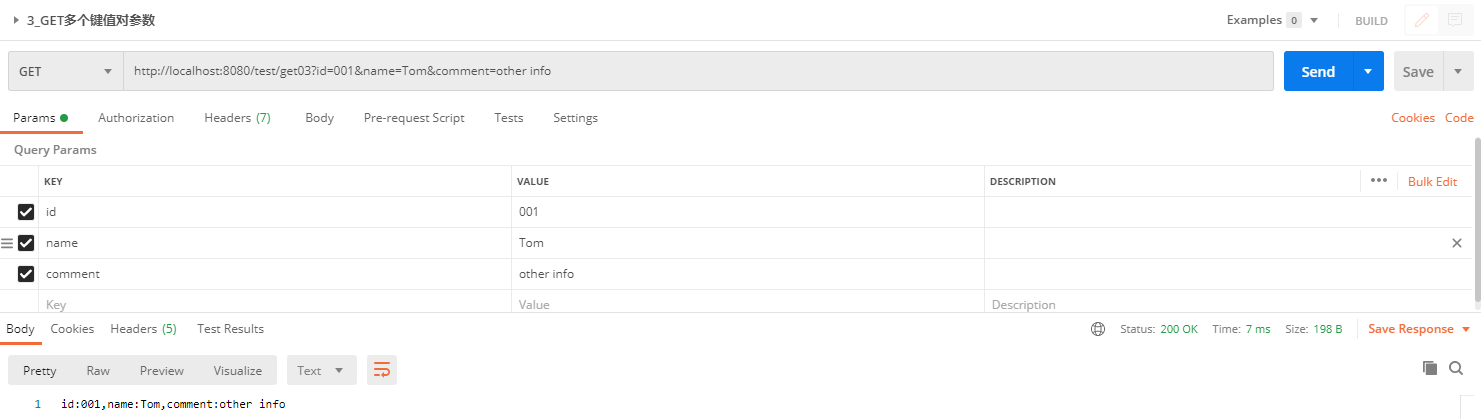 3_GET多个键值对参数 Examples 0 BUILD
GET http://localhost:8080/test/get03?id=001&name=Tom&comment=other info Send Save
Params Authorization Headers (7) Body Pre-request Script Tests Settings Cookies Code
Query Params
KEY VALUE DESCRIPTION ••• Bulk Edit
id 001
name Tom
comment other info
Key Value Description
Body Cookies Headers (5) Test Results Status: 200 OK Time: 7 ms Size: 198 B Save Response
Pretty Raw Preview Visualize Text
1 id:001,name:Tom,comment:other info